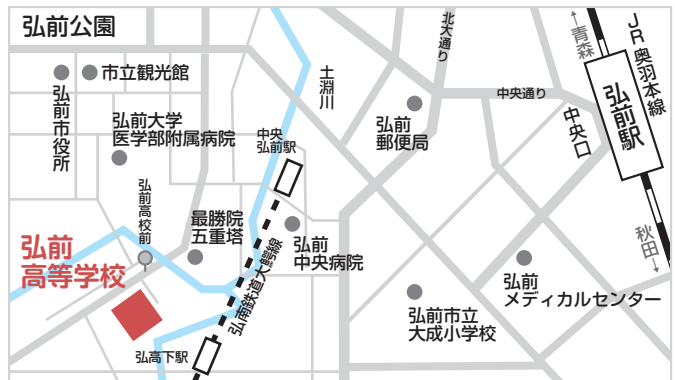 弘前公園
市立観光館
弘前市役所
弘前大学
医学部附属病院
弘前高校前
最勝院
五重塔
弘前
高等学校
中央
弘前駅
土淵川
弘前
中央病院
弘南鉄道大鰐線
弘高下駅
北大通り
弘前
郵便局
中央通り
中央口
弘前駅
JR奥羽本線
←青森
秋田→
弘前
メディカルセンター
弘前市立
大成小学校